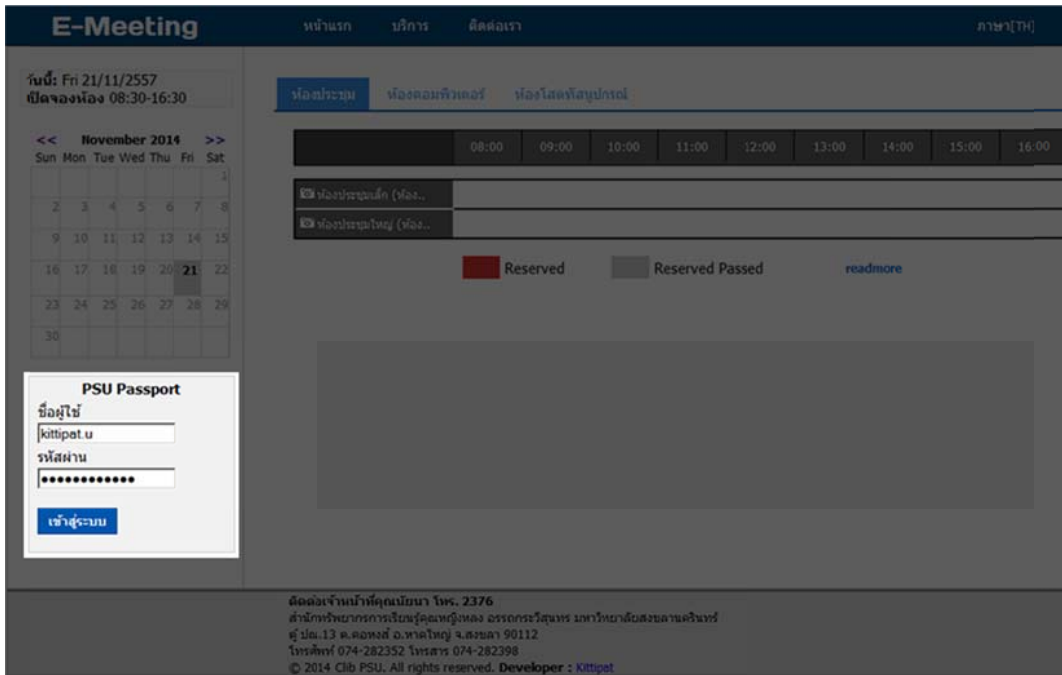 E-Meeting
หน้าแรก บริการ ติดต่อเรา ภาษา[TH]
วันนี้: Fri 21/11/2557
เปิดจองห้อง 08:30-16:30
<< November 2014 >>
Sun Mon Tue Wed Thu Fri Sat
1
2 3 4 5 6 7 8
9 10 11 12 13 14 15
16 17 18 19 20 21 22
23 24 25 26 27 28 29
30
PSU Passport
ชื่อผู้ใช้
kittipat.u
รหัสผ่าน
••••••••••••
เข้าสู่ระบบ
ห้องประชุม ห้องคอมพิวเตอร์ ห้องโสตทัศนูปกรณ์
08:00 09:00 10:00 11:00 12:00 13:00 14:00 15:00 16:00
ห้องประชุมเล็ก (ห้อง..
ห้องประชุมใหญ่ (ห้อง..
Reserved Reserved Passed readmore
ติดต่อเจ้าหน้าที่คุณนัยนา โทร. 2376
สำนักทรัพยากรการเรียนรู้คุณหญิงหลง อรรถกระวีสุนทร มหาวิทยาลัยสงขลานครินทร์
ตู้ ปณ.13 ต.คอหงส์ อ.หาดใหญ่ จ.สงขลา 90112
โทรศัพท์ 074-282352 โทรสาร 074-282398
© 2014 Clib PSU. All rights reserved. Developer : Kittipat